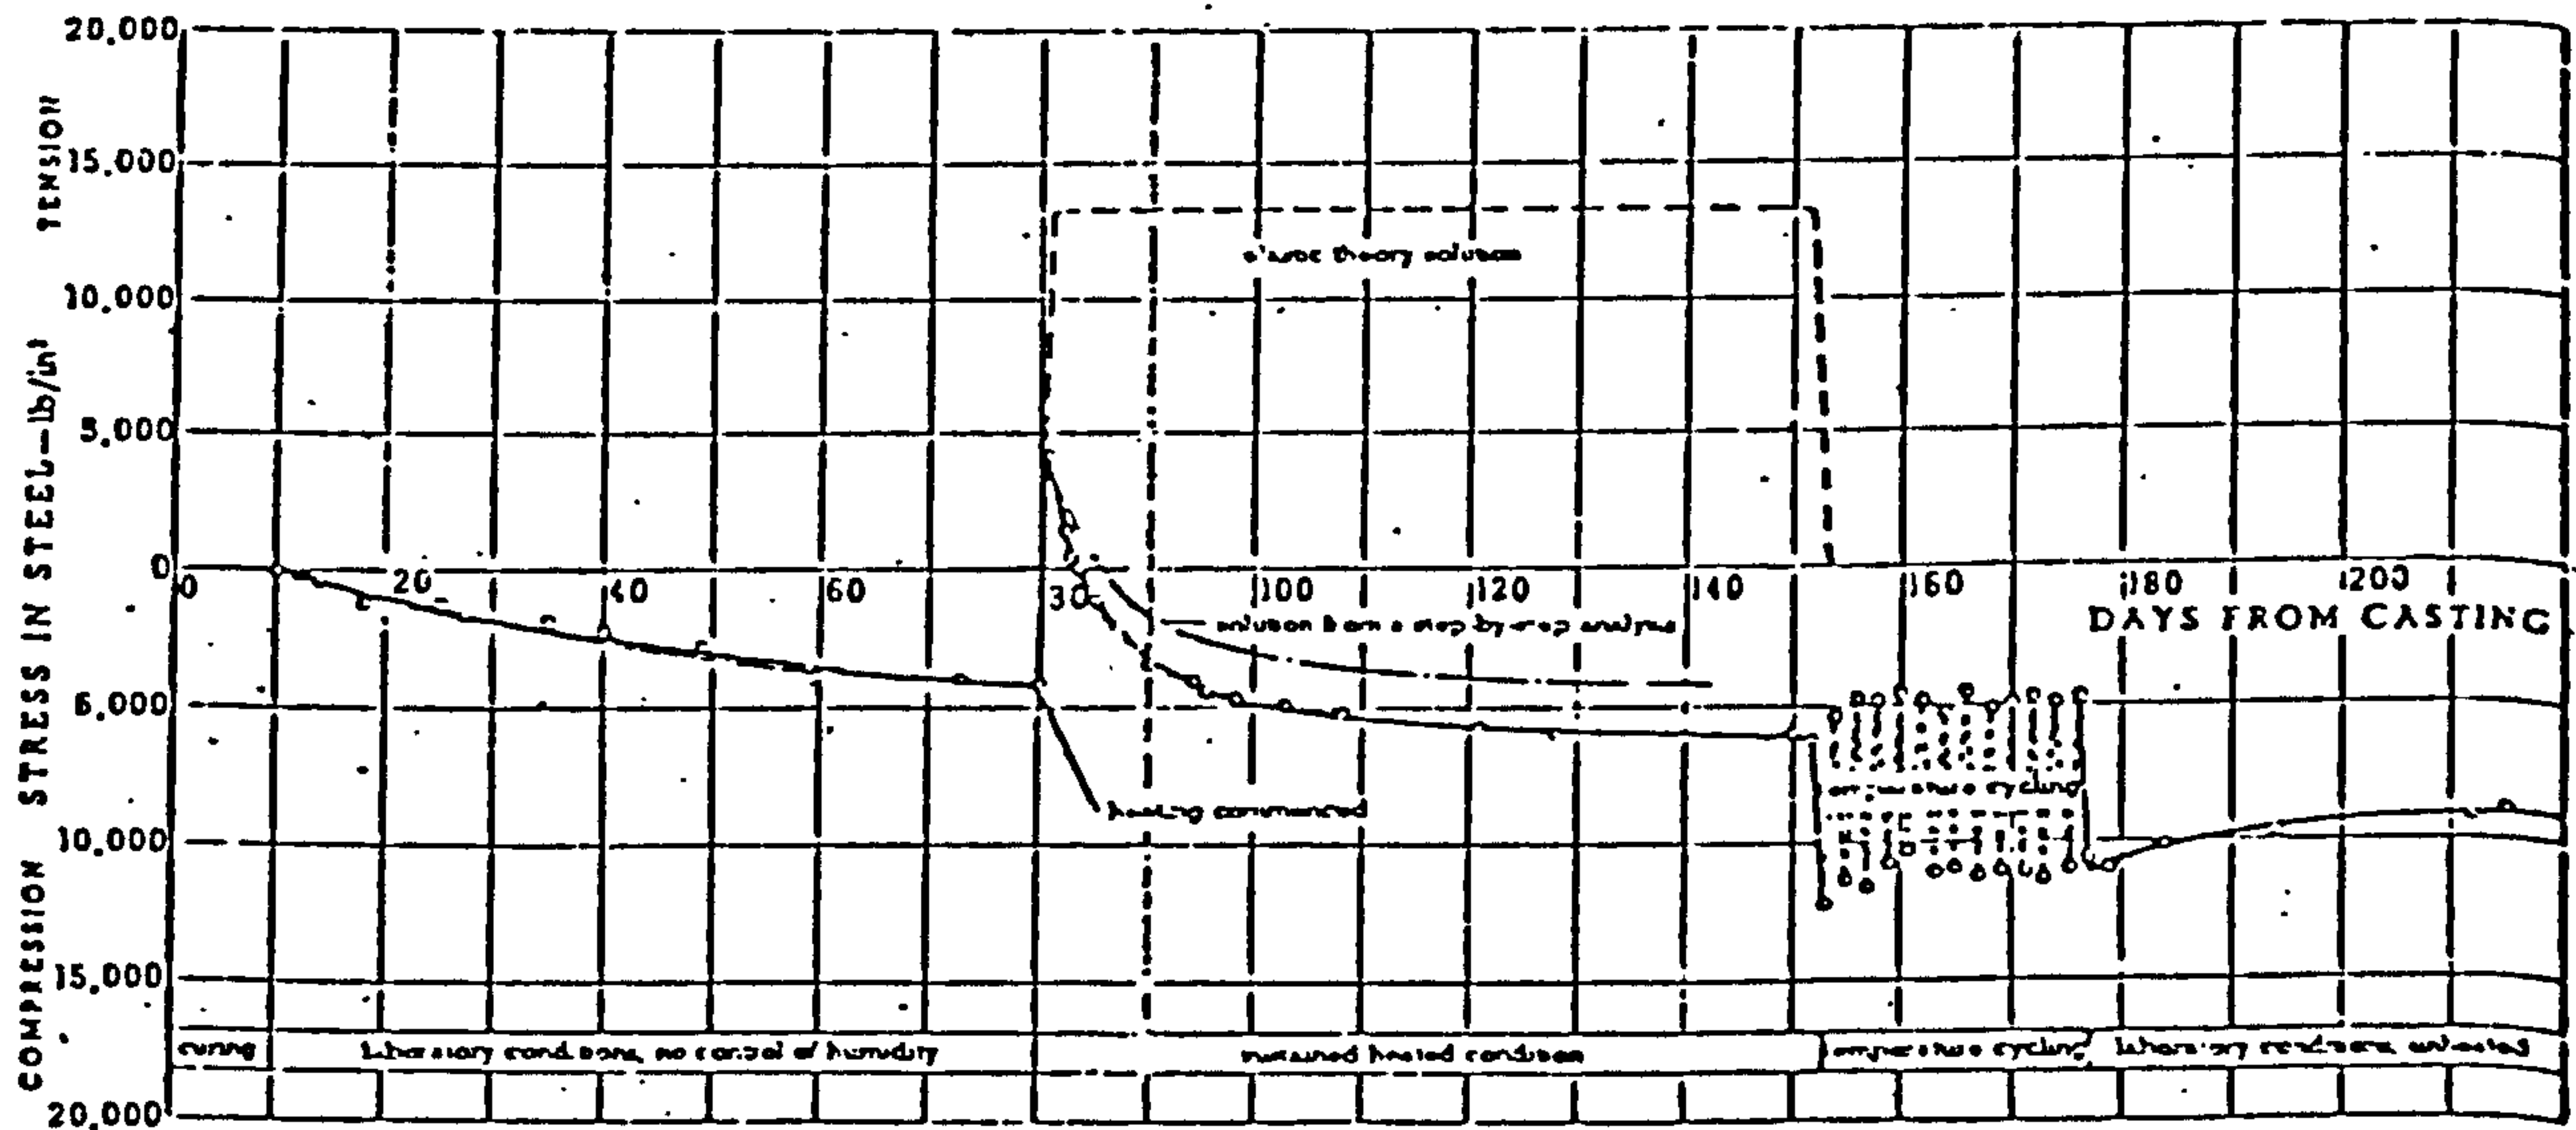 20,000
15,000
10,000
5,000
0
5,000
10,000
15,000
20,000
TENSION
STRESS IN STEEL—lb/in²
COMPRESSION
0 20 40 60 80 100 120 140 160 180 200
DAYS FROM CASTING
elastic theory solution
solution from a step-by-step analysis
heating commenced
temperature cycling
curing
laboratory conditions, no control of humidity
sustained heated condition
temperature cycling
laboratory conditions unheated